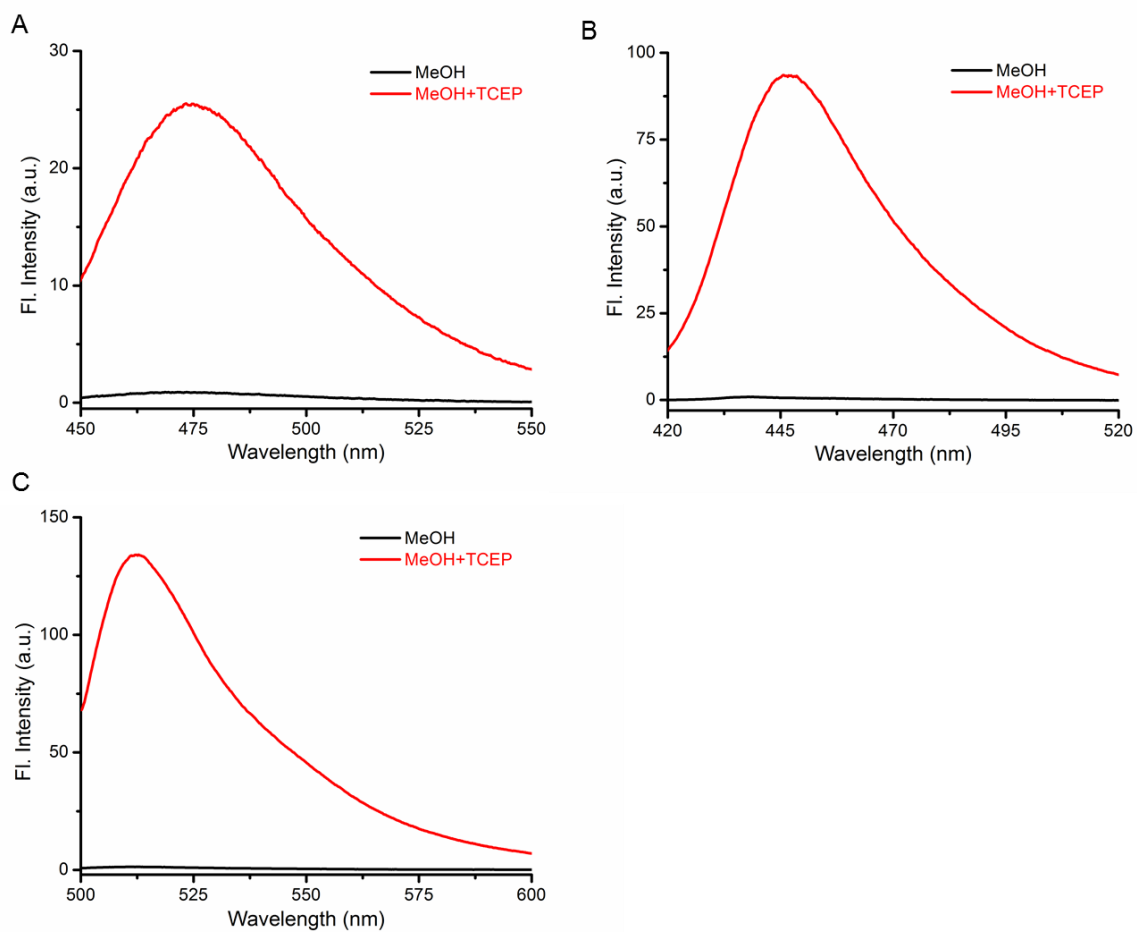 A
Fl. Intensity (a.u.)
30
20
10
0
MeOH
MeOH+TCEP
450 475 500 525 550
Wavelength (nm)
B
Fl. Intensity (a.u.)
100
75
50
25
0
MeOH
MeOH+TCEP
420 445 470 495 520
Wavelength (nm)
C
Fl. Intensity (a.u.)
150
100
50
0
MeOH
MeOH+TCEP
500 525 550 575 600
Wavelength (nm)